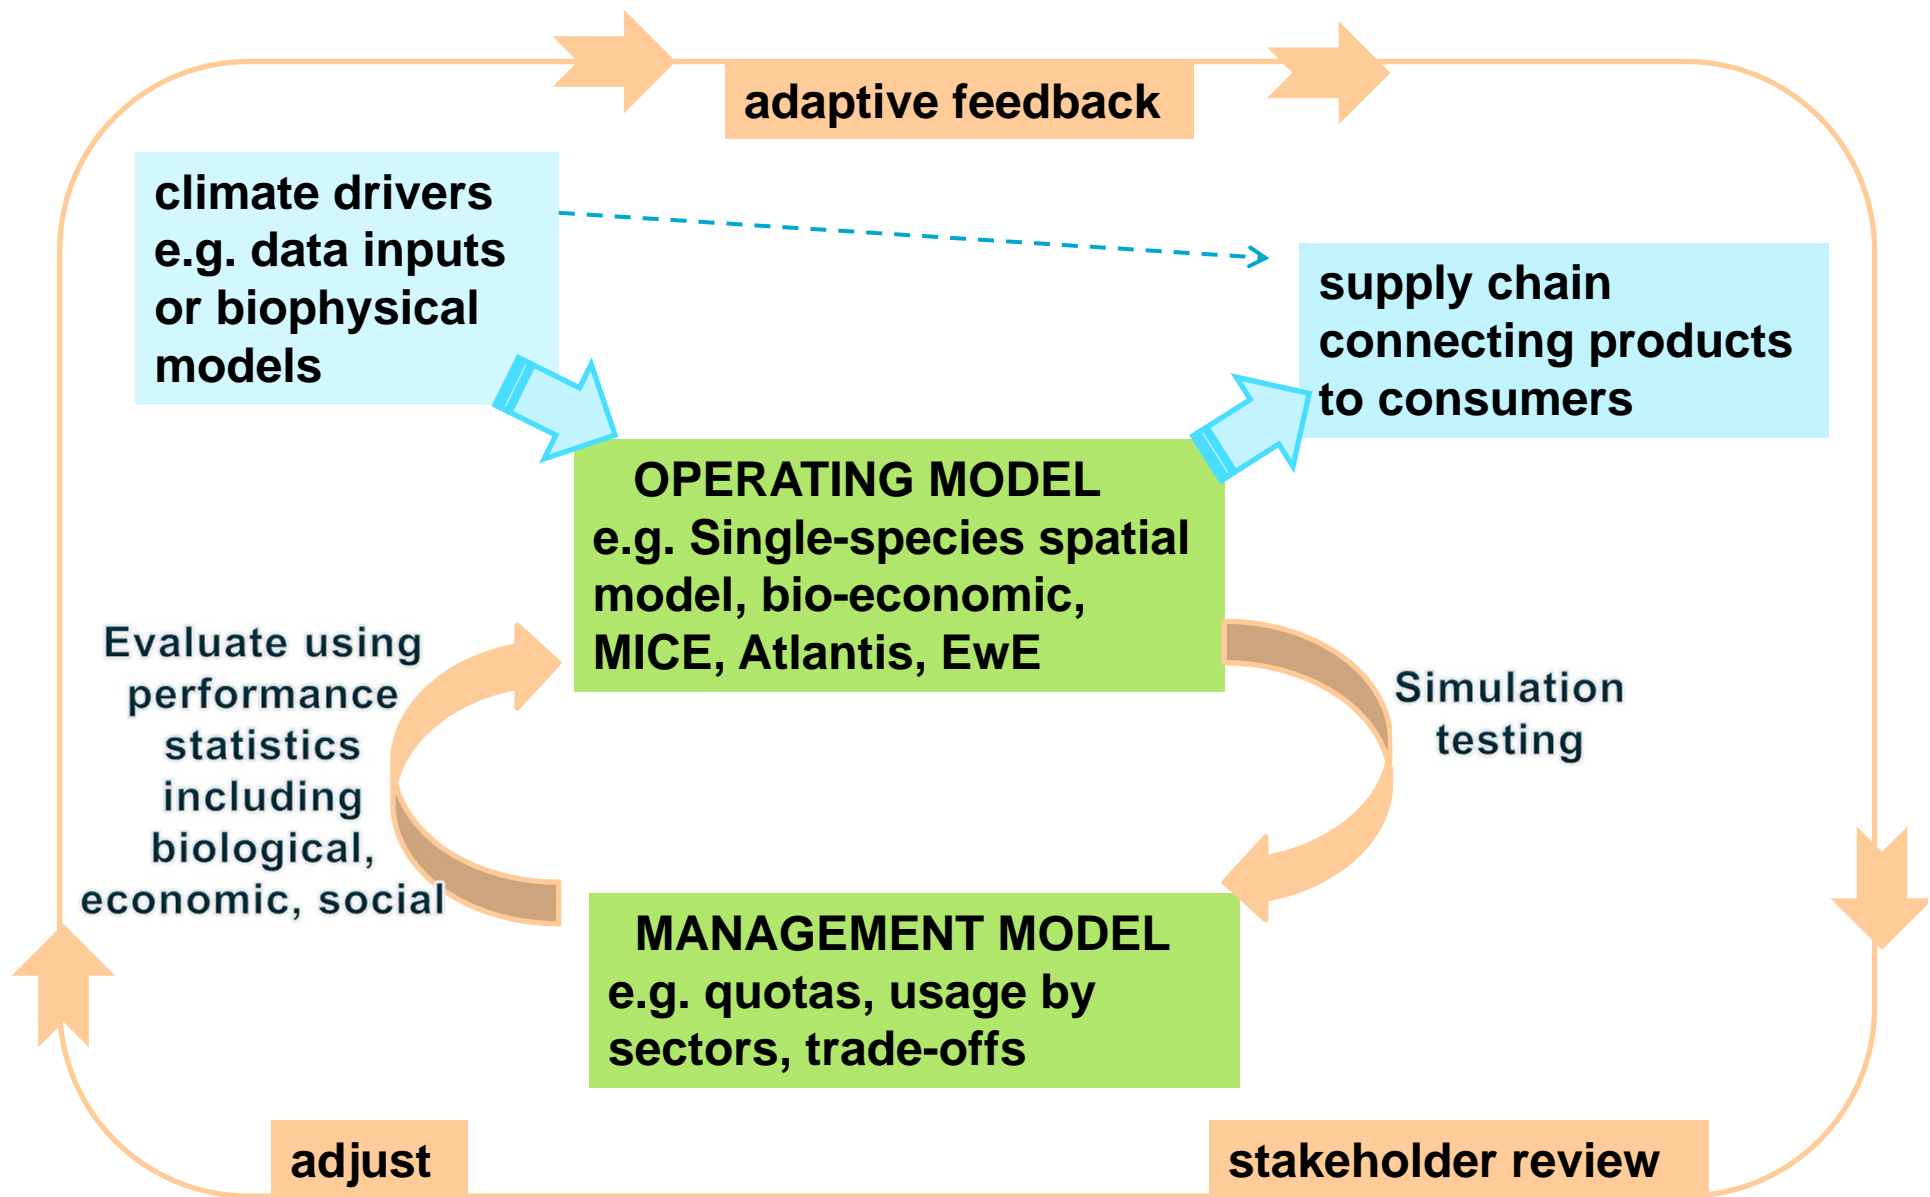 adaptive feedback
climate drivers
e.g. data inputs
or biophysical
models
supply chain
connecting products
to consumers
OPERATING MODEL
e.g. Single-species spatial
model, bio-economic,
MICE, Atlantis, EwE
Evaluate using
performance
statistics
including
biological,
economic, social
Simulation
testing
MANAGEMENT MODEL
e.g. quotas, usage by
sectors, trade-offs
adjust
stakeholder review